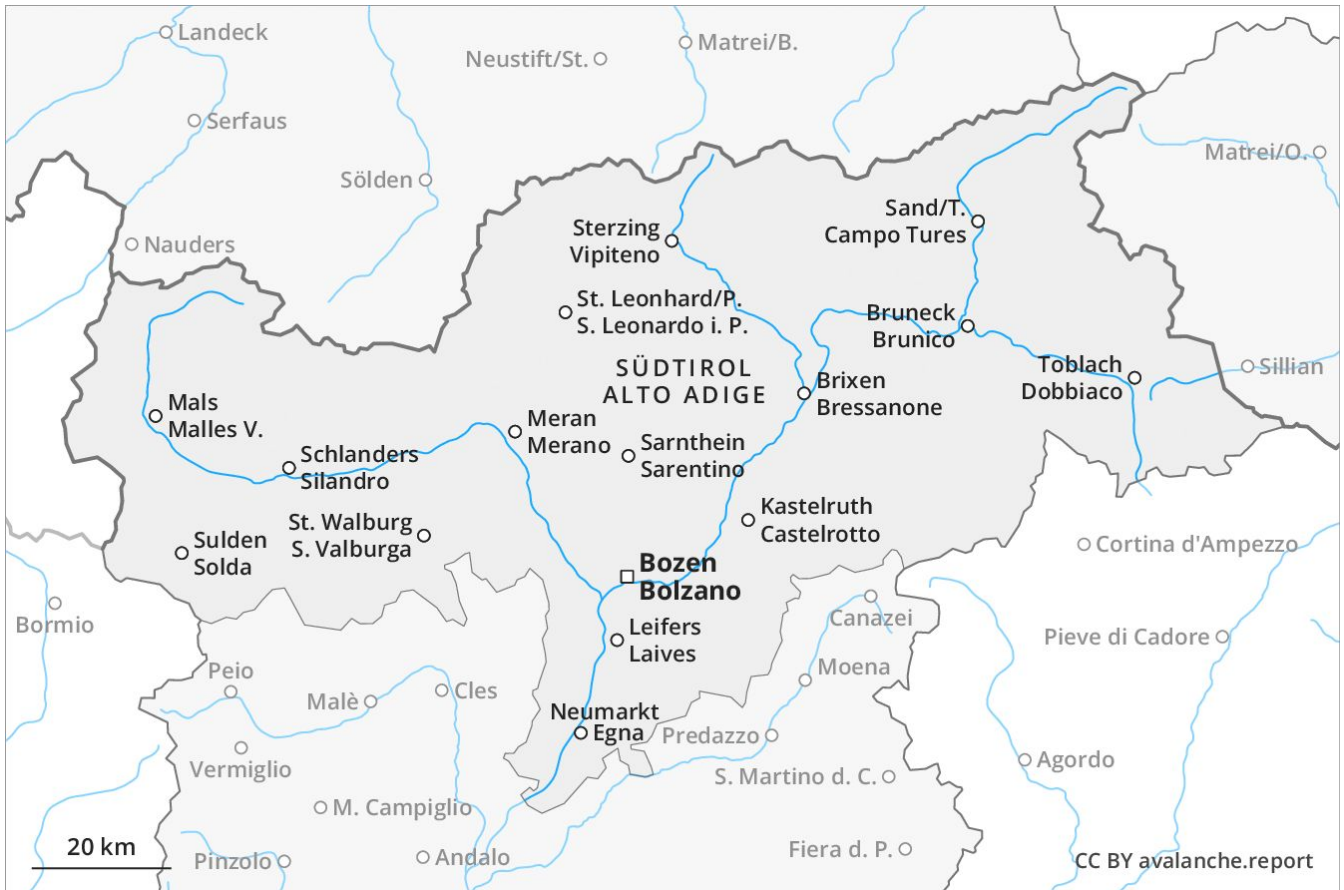 Landeck
Neustift/St.
Matrei/B.
Serfaus
Matrei/O.
Sölden
Sand/T.
Campo Tures
Sterzing
Vipiteno
Nauders
St. Leonhard/P.
S. Leonardo i. P.
Bruneck
Brunico
SÜDTIROL
ALTO ADIGE
Toblach
Dobbiaco
Sillian
Brixen
Bressanone
Mals
Malles V.
Meran
Merano
Sarnthein
Sarentino
Schlanders
Silandro
Kastelruth
Castelrotto
St. Walburg
S. Valburga
Sulden
Solda
Cortina d'Ampezzo
Bozen
Bolzano
Bormio
Canazei
Leifers
Laives
Pieve di Cadore
Peio
Moena
Malè
Cles
Neumarkt
Egna
Predazzo
Vermiglio
Agordo
S. Martino d. C.
M. Campiglio
20 km
Pinzolo
Andalo
Fiera d. P.
CC BY avalanche.report